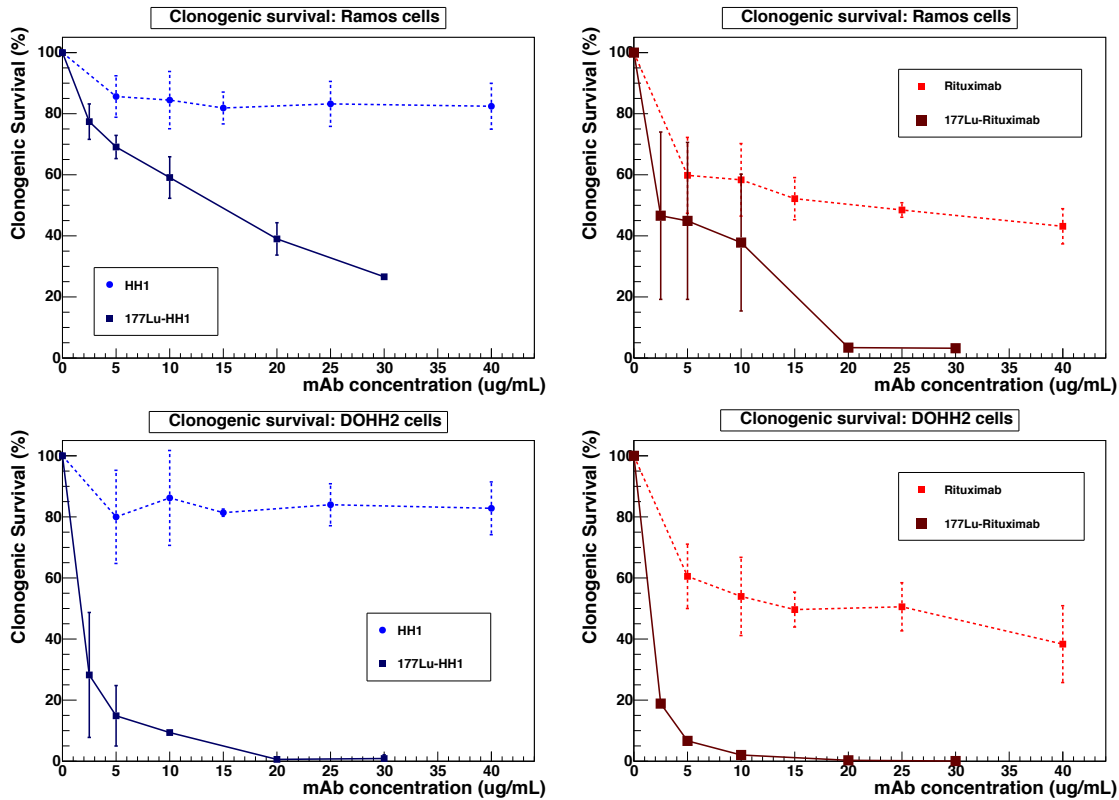 Clonogenic survival: Ramos cells
Clonogenic Survival (%)
100
80
60
40
20
0
HH1
177Lu-HH1
0 5 10 15 20 25 30 35 40
mAb concentration (ug/mL)
Clonogenic survival: Ramos cells
Clonogenic Survival (%)
100
80
60
40
20
0
Rituximab
177Lu-Rituximab
0 5 10 15 20 25 30 35 40
mAb concentration (ug/mL)
Clonogenic survival: DOHH2 cells
Clonogenic Survival (%)
100
80
60
40
20
0
HH1
177Lu-HH1
0 5 10 15 20 25 30 35 40
mAb concentration (ug/mL)
Clonogenic survival: DOHH2 cells
Clonogenic Survival (%)
100
80
60
40
20
0
Rituximab
177Lu-Rituximab
0 5 10 15 20 25 30 35 40
mAb concentration (ug/mL)